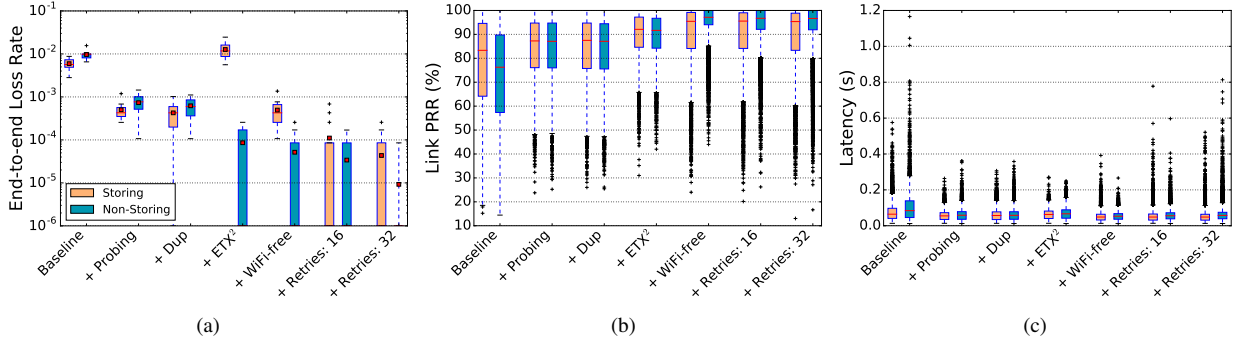 End-to-end Loss Rate
10^-1
10^-2
10^-3
10^-4
10^-5
10^-6
Storing
Non-Storing
Baseline
+ Probing
+ Dup
+ ETX^2
+ WiFi-free
+ Retries: 16
+ Retries: 32
(a)
Link PRR (%)
100
90
80
70
60
50
40
30
20
10
Baseline
+ Probing
+ Dup
+ ETX^2
+ WiFi-free
+ Retries: 16
+ Retries: 32
(b)
Latency (s)
1.2
1.0
0.8
0.6
0.4
0.2
0.0
Baseline
+ Probing
+ Dup
+ ETX^2
+ WiFi-free
+ Retries: 16
+ Retries: 32
(c)